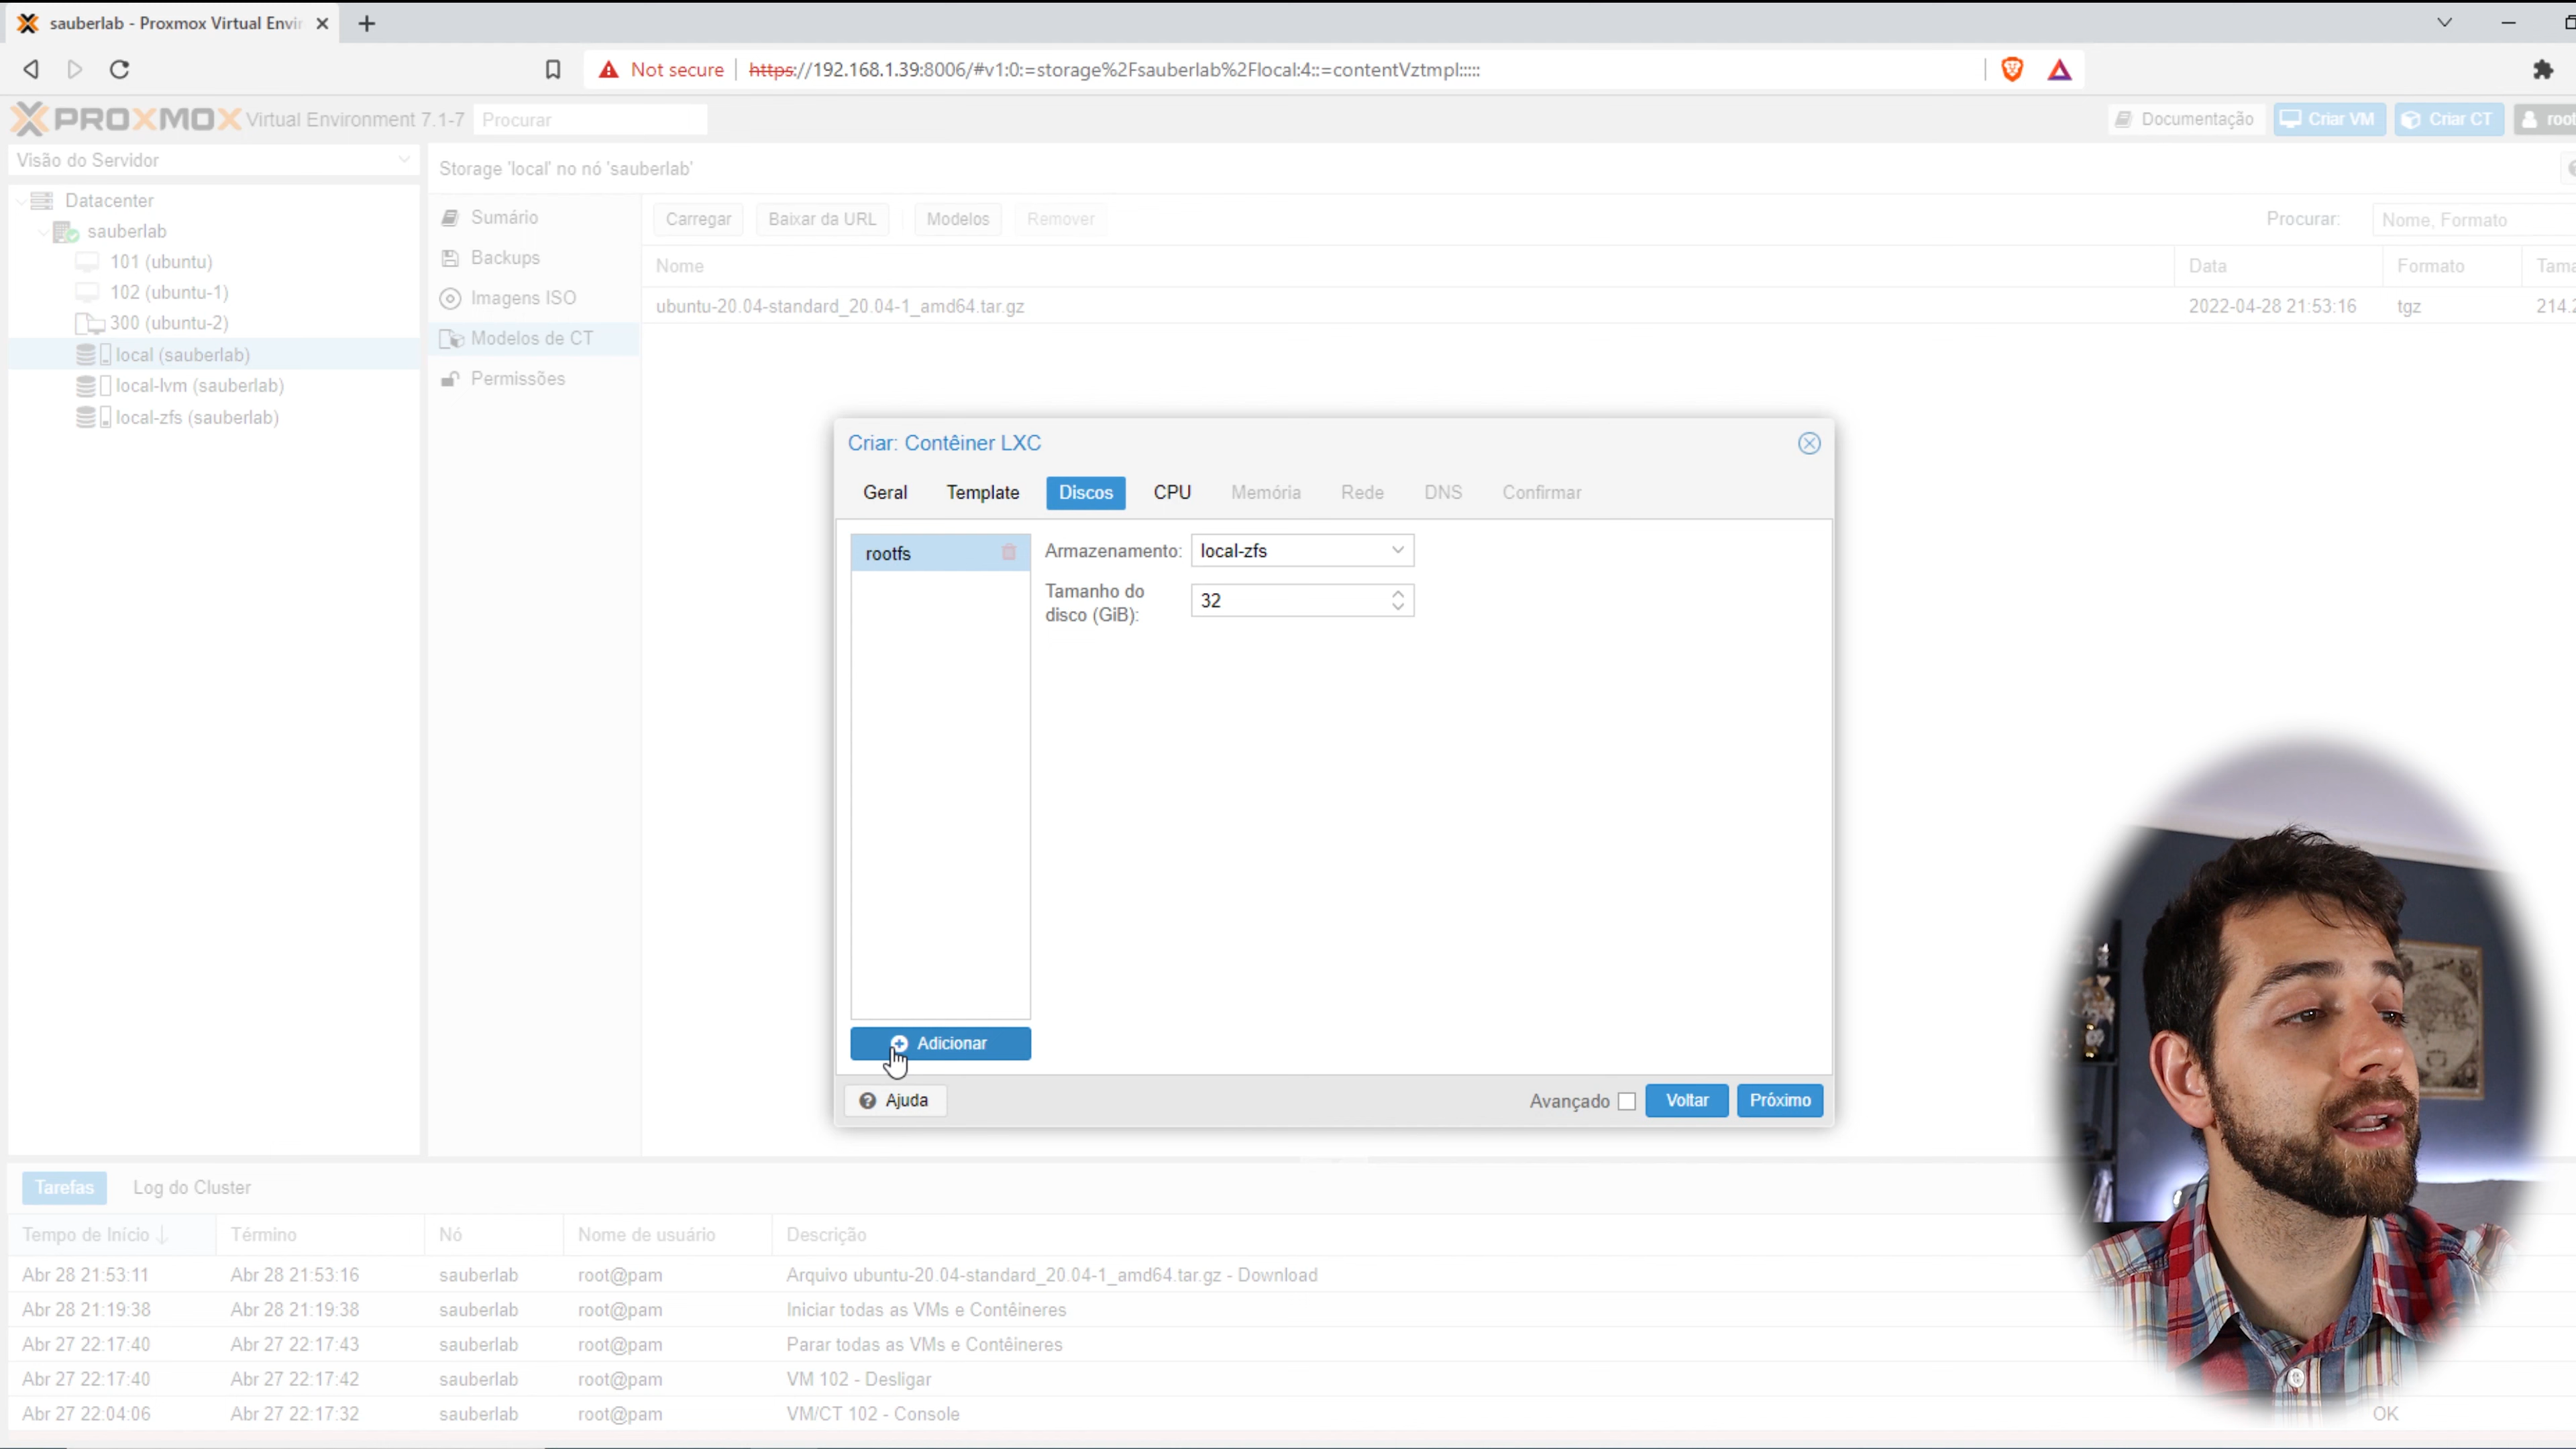 sauberlab - Proxmox Virtual Envir
Not secure https://192.168.1.39:8006/#v1:0:=storage%2Fsauberlab%2Flocal:4::=contentVztmpl:::::
PROXMOX Virtual Environment 7.1-7 Procurar Documentação Criar VM Criar CT root
Visão do Servidor
Storage 'local' no nó 'sauberlab'
Datacenter
sauberlab
101 (ubuntu)
102 (ubuntu-1)
300 (ubuntu-2)
local (sauberlab)
local-lvm (sauberlab)
local-zfs (sauberlab)
Sumário
Backups
Imagens ISO
Modelos de CT
Permissões
Carregar Baixar da URL Modelos Remover Procurar: Nome, Formato
Nome Data Formato Tama
ubuntu-20.04-standard_20.04-1_amd64.tar.gz 2022-04-28 21:53:16 tgz 214.2
Criar: Contêiner LXC
Geral Template Discos CPU Memória Rede DNS Confirmar
rootfs
Armazenamento: local-zfs
Tamanho do
disco (GiB): 32
Adicionar
Ajuda Avançado Voltar Próximo
Tarefas Log do Cluster
Tempo de Início Término Nó Nome de usuário Descrição
Abr 28 21:53:11 Abr 28 21:53:16 sauberlab root@pam Arquivo ubuntu-20.04-standard_20.04-1_amd64.tar.gz - Download
Abr 28 21:19:38 Abr 28 21:19:38 sauberlab root@pam Iniciar todas as VMs e Contêineres
Abr 27 22:17:40 Abr 27 22:17:43 sauberlab root@pam Parar todas as VMs e Contêineres
Abr 27 22:17:40 Abr 27 22:17:42 sauberlab root@pam VM 102 - Desligar
Abr 27 22:04:06 Abr 27 22:17:32 sauberlab root@pam VM/CT 102 - Console OK